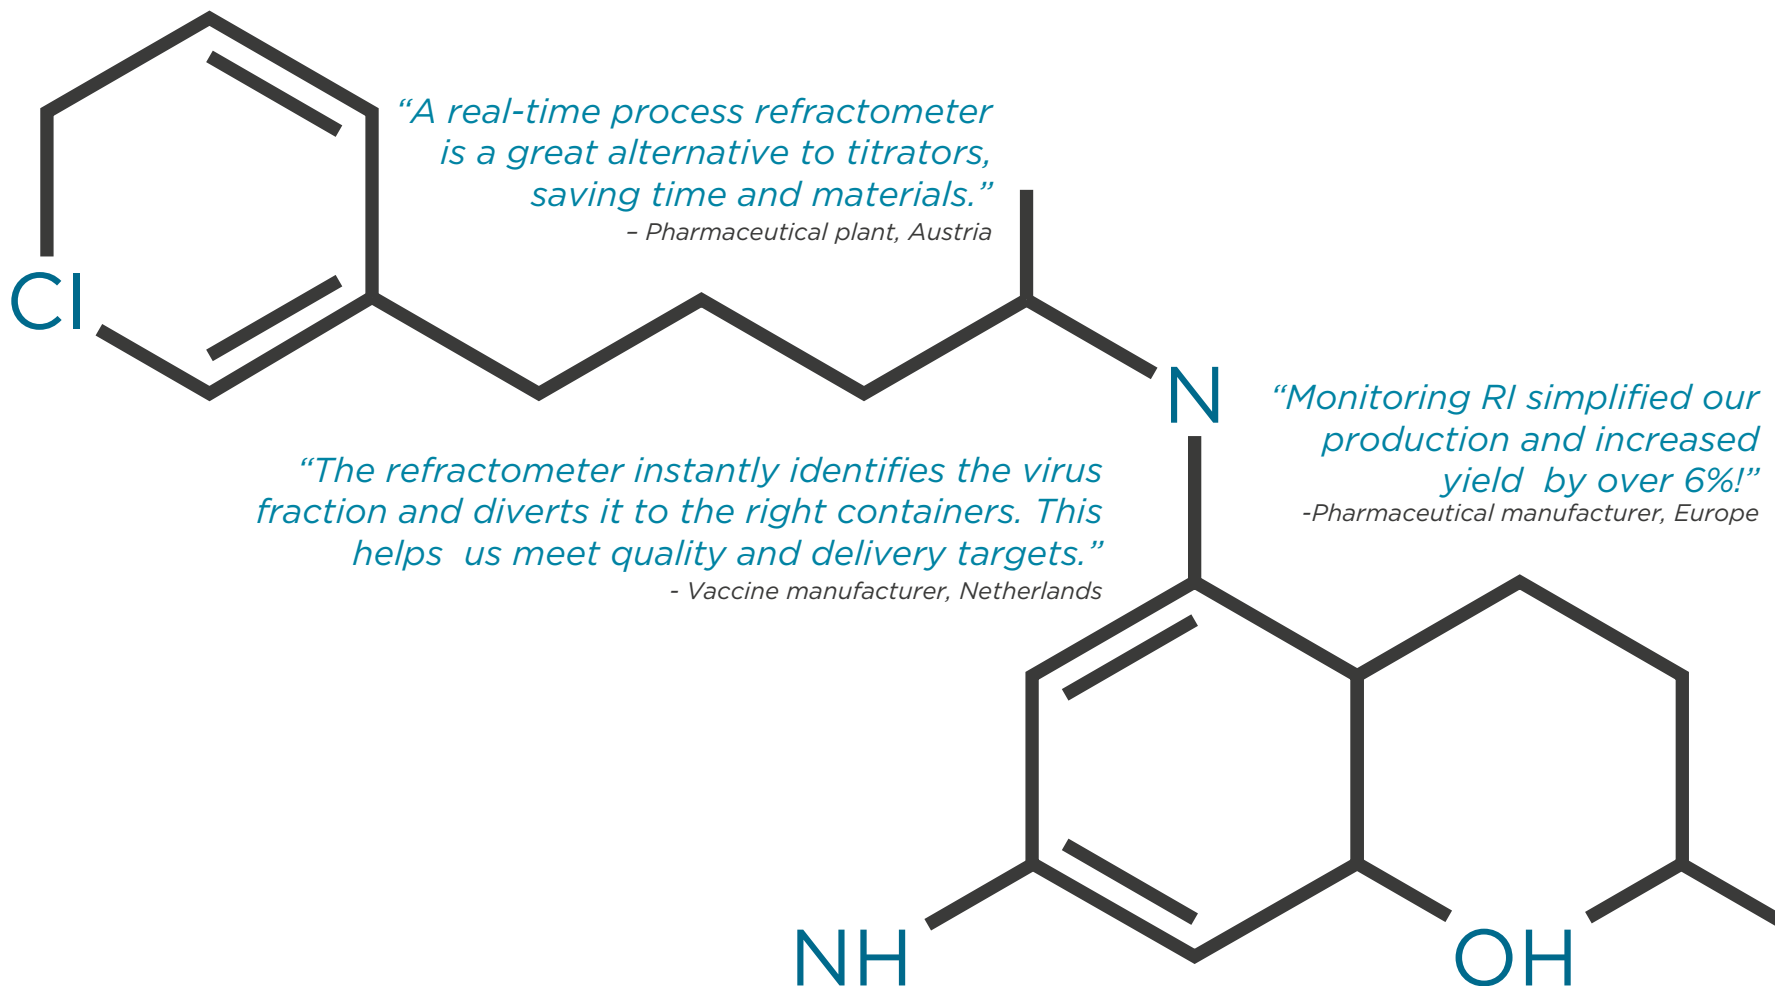 “A real-time process refractometer
is a great alternative to titrators,
saving time and materials.”
– Pharmaceutical plant, Austria
Cl
N
“Monitoring RI simplified our
production and increased
yield  by over 6%!”
-Pharmaceutical manufacturer, Europe
“The refractometer instantly identifies the virus
fraction and diverts it to the right containers. This
helps  us meet quality and delivery targets.”
- Vaccine manufacturer, Netherlands
NH
OH